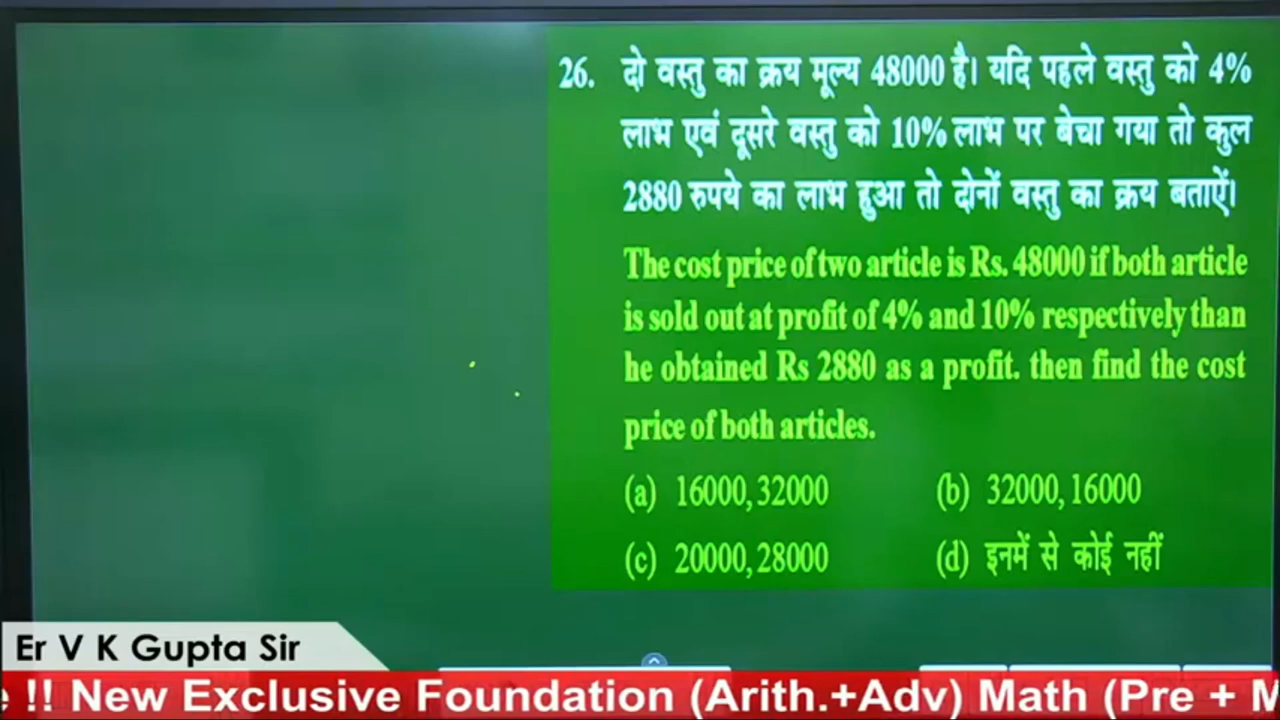 26. दो वस्तु का क्रय मूल्य 48000 है। यदि पहले वस्तु को 4%
लाभ एवं दूसरे वस्तु को 10% लाभ पर बेचा गया तो कुल
2880 रुपये का लाभ हुआ तो दोनों वस्तु का क्रय बताऐं।
The cost price of two article is Rs. 48000 if both article
is sold out at profit of 4% and 10% respectively than
he obtained Rs 2880 as a profit. then find the cost
price of both articles.
(a) 16000, 32000 (b) 32000, 16000
(c) 20000, 28000 (d) इनमें से कोई नहीं
Er V K Gupta Sir
!! New Exclusive Foundation (Arith.+Adv) Math (Pre +